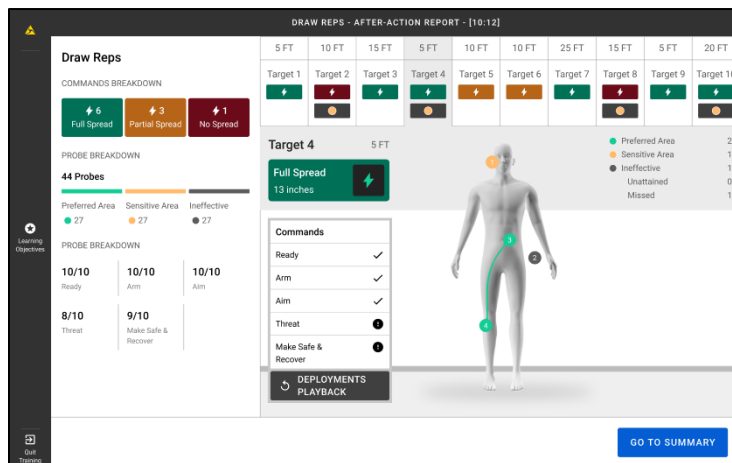 DRAW REPS - AFTER-ACTION REPORT - [10:12]
Draw Reps
COMMANDS BREAKDOWN
6
Full Spread
3
Partial Spread
1
No Spread
PROBE BREAKDOWN
44 Probes
Preferred Area
27
Sensitive Area
27
Ineffective
27
PROBE BREAKDOWN
10/10
Ready
10/10
Arm
10/10
Aim
8/10
Threat
9/10
Make Safe &
Recover
Learning
Objectives
Quit
Training
5 FT
10 FT
15 FT
5 FT
10 FT
10 FT
25 FT
15 FT
5 FT
20 FT
Target 1
Target 2
Target 3
Target 4
Target 5
Target 6
Target 7
Target 8
Target 9
Target 10
Target 4
5 FT
Full Spread
13 inches
Commands
Ready
Arm
Aim
Threat
Make Safe &
Recover
DEPLOYMENTS
PLAYBACK
1
3
2
4
Preferred Area 2
Sensitive Area 1
Ineffective 1
Unattained 0
Missed 1
GO TO SUMMARY